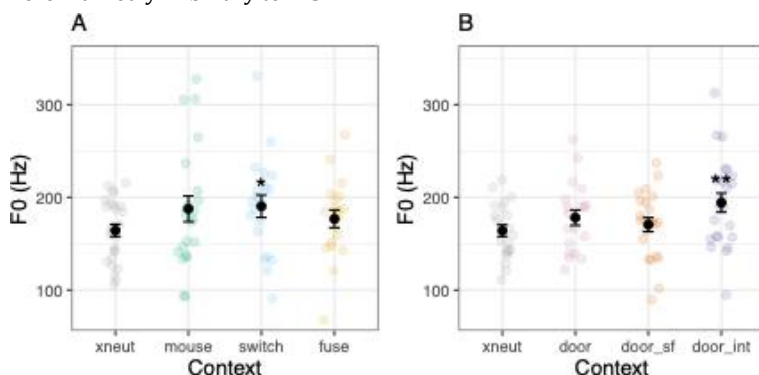 A
B
F0 (Hz)
300
200
100
*
xneut mouse switch fuse
Context
F0 (Hz)
300
200
100
**
xneut door door_sf door_int
Context